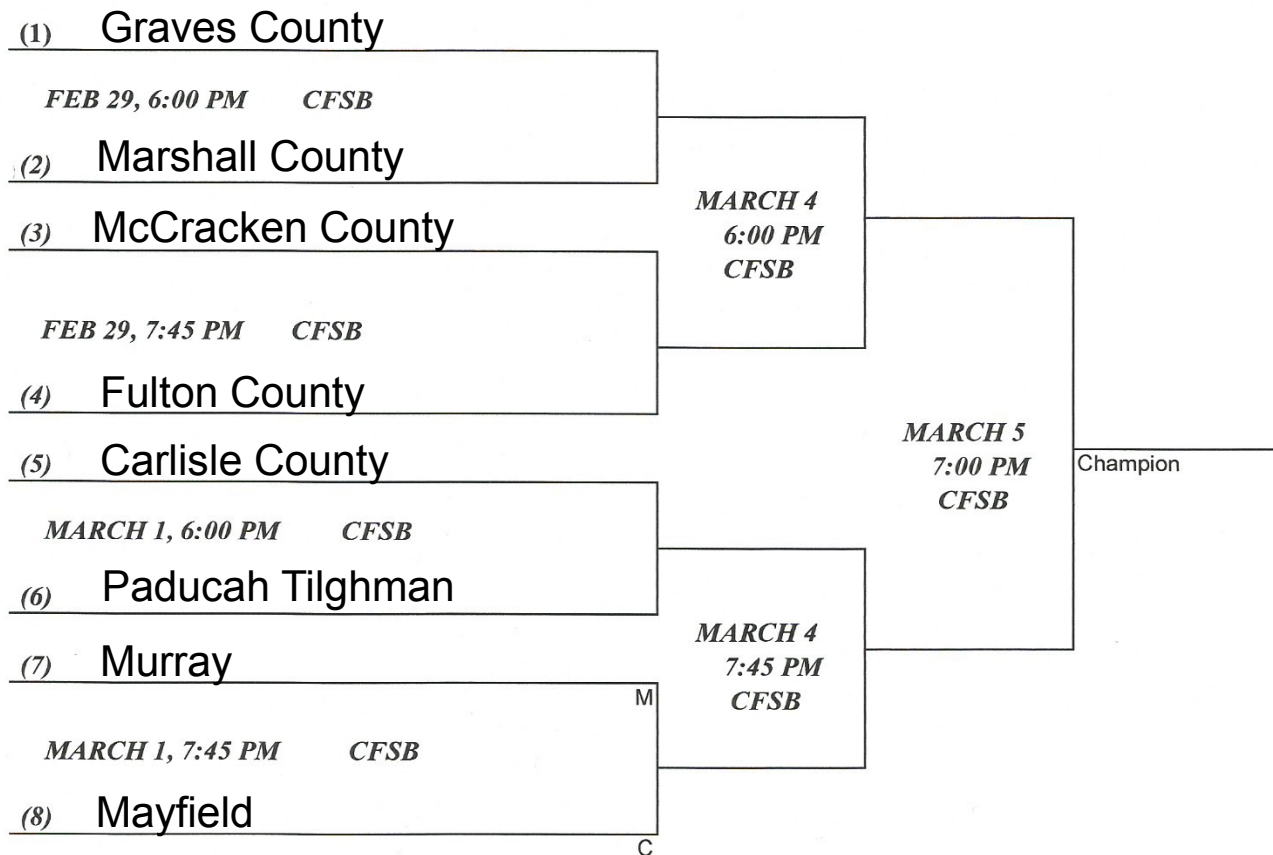 (1) Graves County
FEB 29, 6:00 PM CFSB
(2) Marshall County
(3) McCracken County
FEB 29, 7:45 PM CFSB
(4) Fulton County
(5) Carlisle County
MARCH 1, 6:00 PM CFSB
(6) Paducah Tilghman
(7) Murray
M
MARCH 1, 7:45 PM CFSB
(8) Mayfield
C
MARCH 4
6:00 PM
CFSB
MARCH 4
7:45 PM
CFSB
MARCH 5
7:00 PM
CFSB
Champion